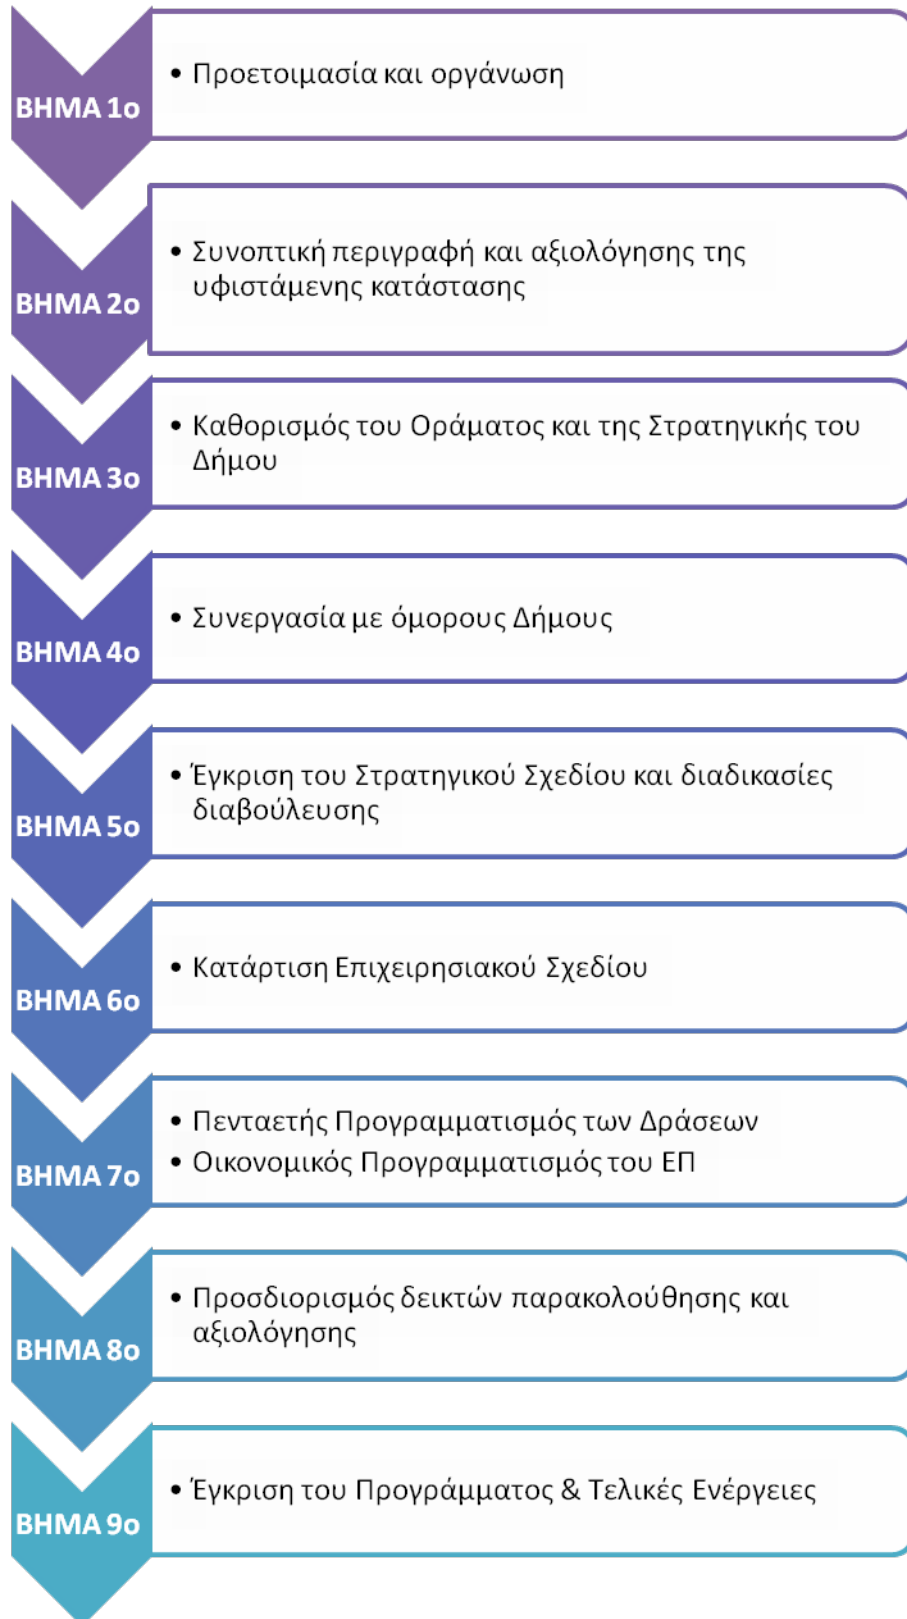 ΒΗΜΑ 1ο
• Προετοιμασία και οργάνωση
ΒΗΜΑ 2ο
• Συνοπτική περιγραφή και αξιολόγησης της
υφιστάμενης κατάστασης
ΒΗΜΑ 3ο
• Καθορισμός του Οράματος και της Στρατηγικής του
Δήμου
ΒΗΜΑ 4ο
• Συνεργασία με όμορους Δήμους
ΒΗΜΑ 5ο
• Έγκριση του Στρατηγικού Σχεδίου και διαδικασίες
διαβούλευσης
ΒΗΜΑ 6ο
• Κατάρτιση Επιχειρησιακού Σχεδίου
ΒΗΜΑ 7ο
• Πενταετής Προγραμματισμός των Δράσεων
• Οικονομικός Προγραμματισμός του ΕΠ
ΒΗΜΑ 8ο
• Προσδιορισμός δεικτών παρακολούθησης και
αξιολόγησης
ΒΗΜΑ 9ο
• Έγκριση του Προγράμματος & Τελικές Ενέργειες